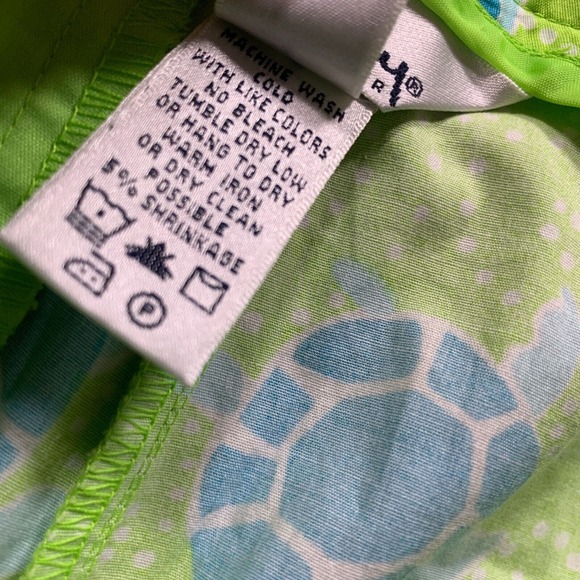 y®
R
MACHINE WASH
COLD
WITH LIKE COLORS
NO BLEACH
TUMBLE DRY LOW
OR HANG TO DRY
WARM IRON
OR DRY CLEAN
POSSIBLE
5% SHRINKAGE
P